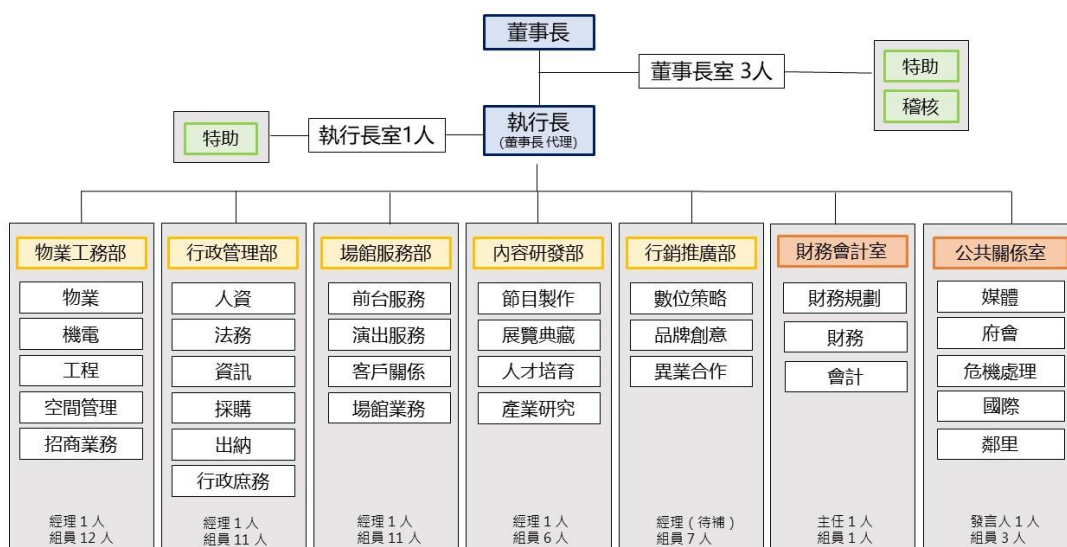 董事長
董事長室 3人
特助
稽核
執行長
(董事長代理)
執行長室1人
特助
物業工務部
物業
機電
工程
空間管理
招商業務
經理 1 人
組員 12 人
行政管理部
人資
法務
資訊
採購
出納
行政庶務
經理 1 人
組員 11 人
場館服務部
前台服務
演出服務
客戶關係
場館業務
經理 1 人
組員 11 人
內容研發部
節目製作
展覽典藏
人才培育
產業研究
經理 1 人
組員 6 人
行銷推廣部
數位策略
品牌創意
異業合作
經理 ( 待補 )
組員 7 人
財務會計室
財務規劃
財務
會計
主任 1 人
組員 1 人
公共關係室
媒體
府會
危機處理
國際
鄰里
發言人 1 人
組員 3 人